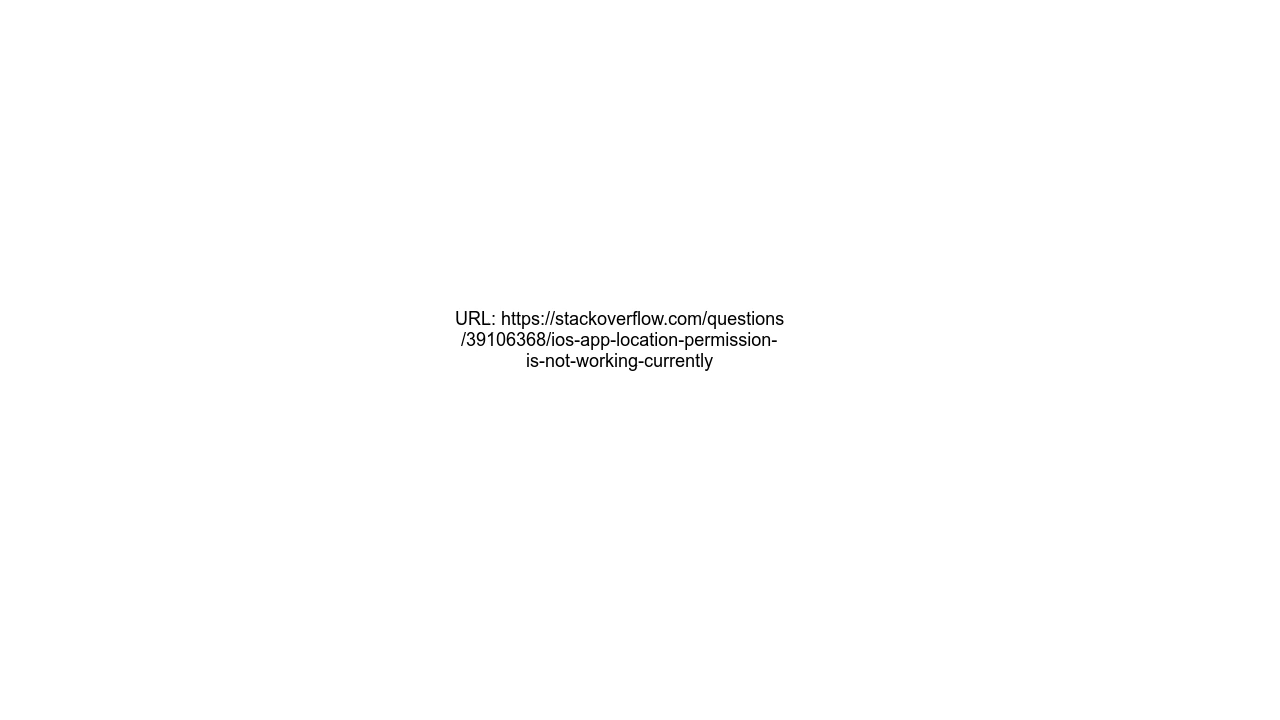 URL: https://stackoverflow.com/questions
/39106368/ios-app-location-permission-
is-not-working-currently